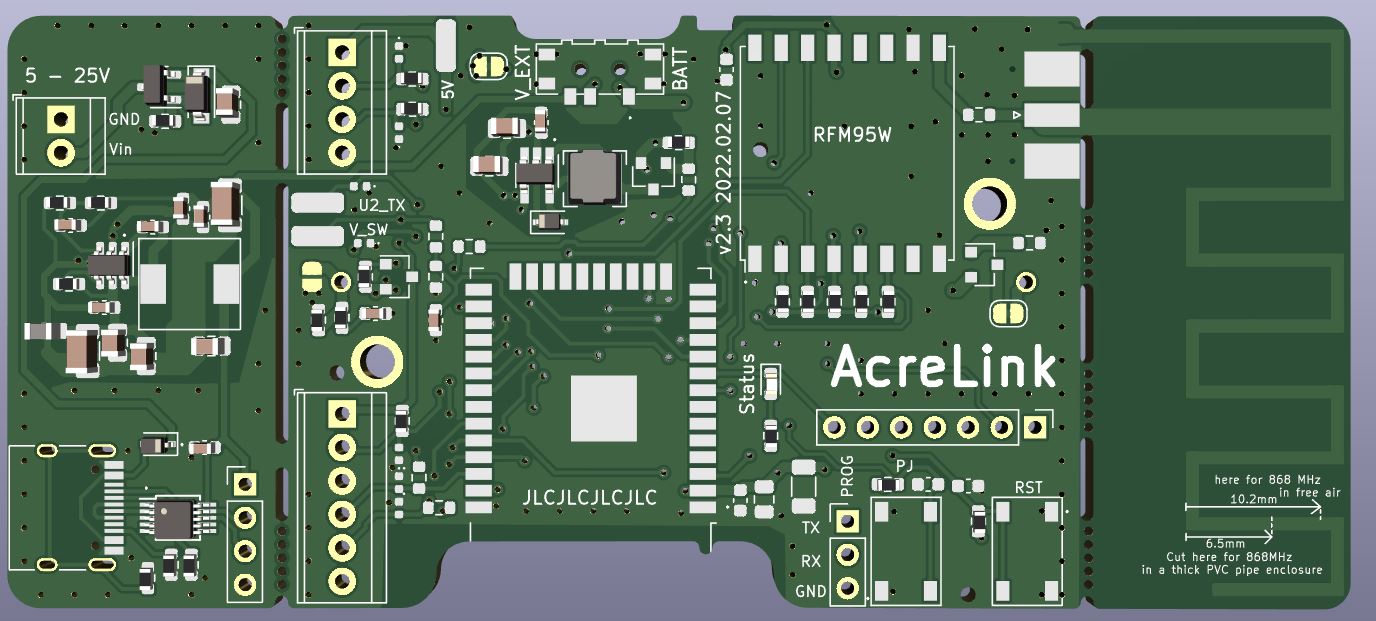 5 - 25V
GND
Vin
5V
V_EXT
BATT
v2.3 2022.02.07
RFM95W
U2_TX
V_SW
Status
AcreLink
JLCJLCJLCJLC
PROG
PJ
RST
TX
RX
GND
here for 868 MHz
in free air
10.2mm
6.5mm
Cut here for 868MHz
in a thick PVC pipe enclosure